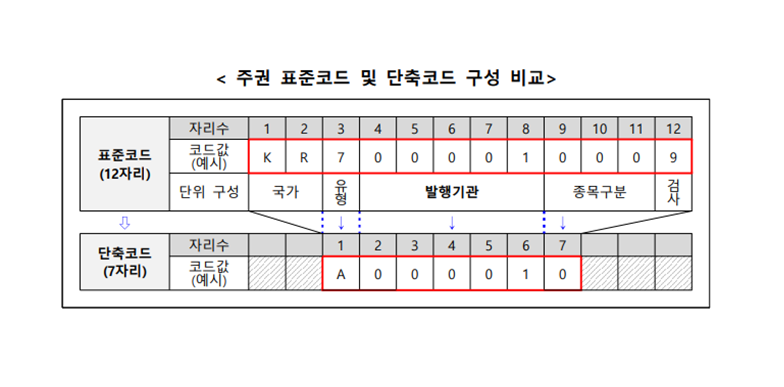 < 주권 표준코드 및 단축코드 구성 비교>
표준코드
(12자리)
자리수 1 2 3 4 5 6 7 8 9 10 11 12
코드값
(예시)
K R 7 0 0 0 0 1 0 0 0 9
단위 구성 국가 유형 발행기관 종목구분 검사
⇩ ↓ ↓ ↓
단축코드
(7자리)
자리수 1 2 3 4 5 6 7
코드값
(예시)
A 0 0 0 0 1 0